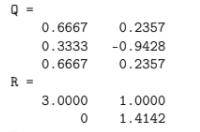 Q =
0.6667 0.2357
0.3333 -0.9428
0.6667 0.2357
R =
3.0000 1.0000
0 1.4142